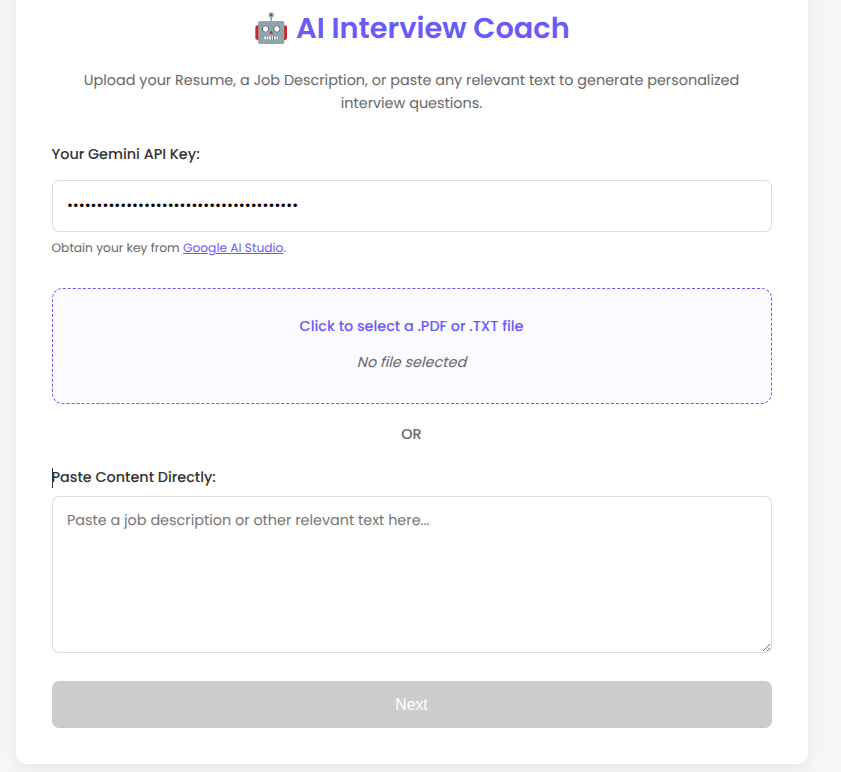 🤖 AI Interview Coach
Upload your Resume, a Job Description, or paste any relevant text to generate personalized
interview questions.
Your Gemini API Key:
•••••••••••••••••••••••••••••••••••••••
Obtain your key from Google AI Studio.
Click to select a .PDF or .TXT file
No file selected
OR
Paste Content Directly:
Paste a job description or other relevant text here...
Next